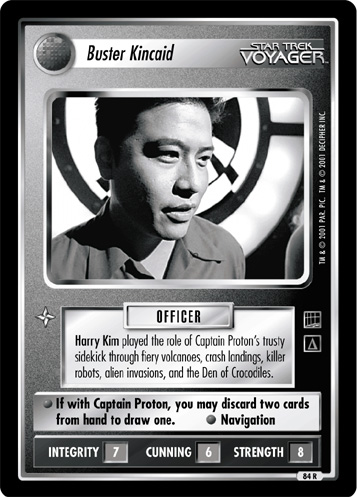 Buster Kincaid
STAR TREK
VOYAGER™
TM & © 2001 PAR. PIC. TM & © 2001 DECIPHER INC.
OFFICER
Harry Kim played the role of Captain Proton's trusty
sidekick through fiery volcanoes, crash landings, killer
robots, alien invasions, and the Den of Crocodiles.
● If with Captain Proton, you may discard two cards
from hand to draw one. ● Navigation
INTEGRITY 7 CUNNING 6 STRENGTH 8
84 R